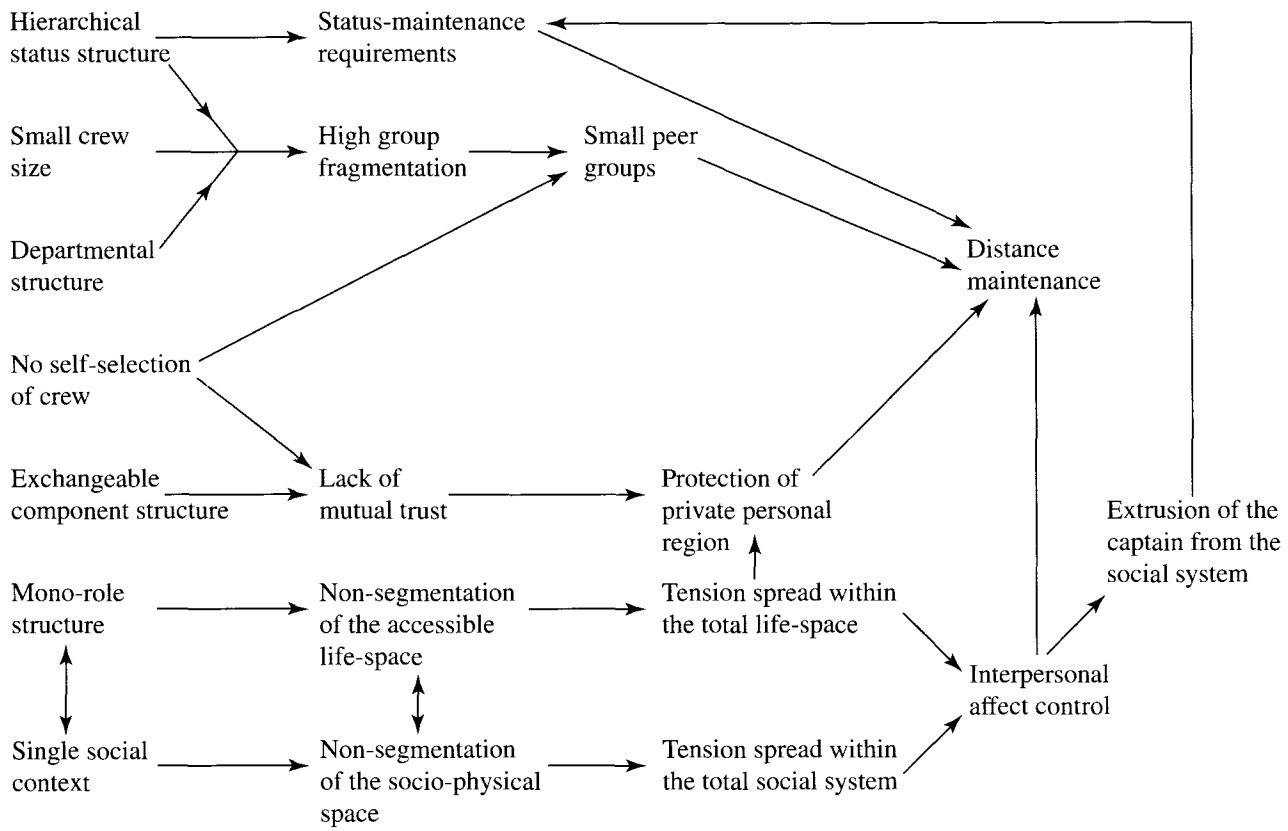 Hierarchical
status structure
Status-maintenance
requirements
Small crew
size
High group
fragmentation
Small peer
groups
Departmental
structure
Distance
maintenance
No self-selection
of crew
Exchangeable
component structure
Lack of
mutual trust
Protection of
private personal
region
Extrusion of the
captain from the
social system
Mono-role
structure
Non-segmentation
of the accessible
life-space
Tension spread within
the total life-space
Interpersonal
affect control
Single social
context
Non-segmentation
of the socio-physical
space
Tension spread within
the total social system